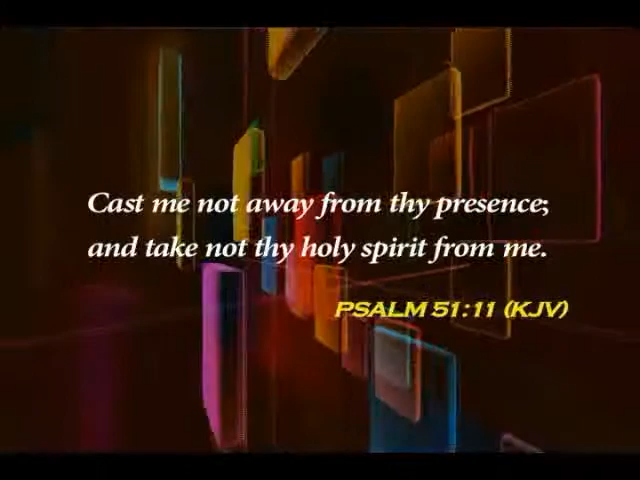 Cast me not away from thy presence;
and take not thy holy spirit from me.
PSALM 51:11 (KJV)